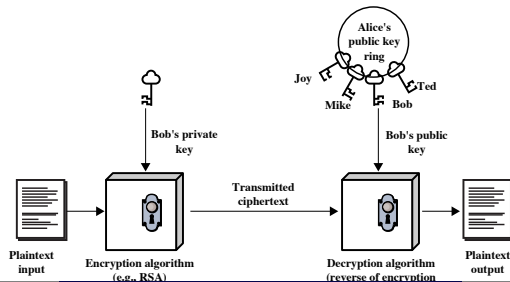 Alice's
public key
ring
Joy
Ted
Mike
Bob
Bob's private
key
Bob's public
key
Transmitted
ciphertext
Plaintext
input
Encryption algorithm
(e.g., RSA)
Decryption algorithm
(reverse of encryption
Plaintext
output